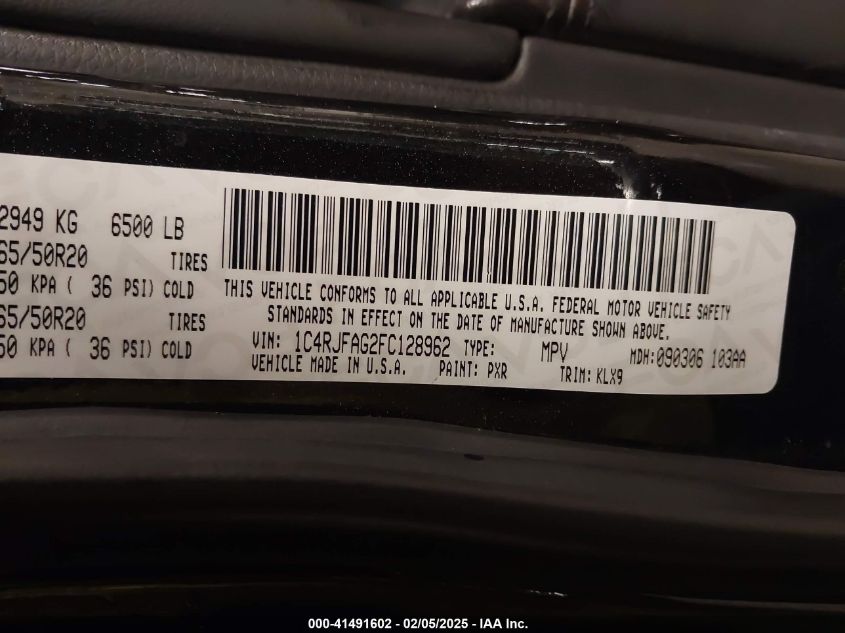 2949 KG 6500 LB
65/50R20 TIRES
50 KPA ( 36 PSI) COLD
65/50R20 TIRES
50 KPA ( 36 PSI) COLD
THIS VEHICLE CONFORMS TO ALL APPLICABLE U.S.A. FEDERAL MOTOR VEHICLE SAFETY
STANDARDS IN EFFECT ON THE DATE OF MANUFACTURE SHOWN ABOVE.
VIN: 1C4RJFAG2FC128962 TYPE: MPV MDH:090306 103AA
VEHICLE MADE IN U.S.A. PAINT: PXR TRIM: KLX9
000-41491602 - 02/05/2025 - IAA Inc.